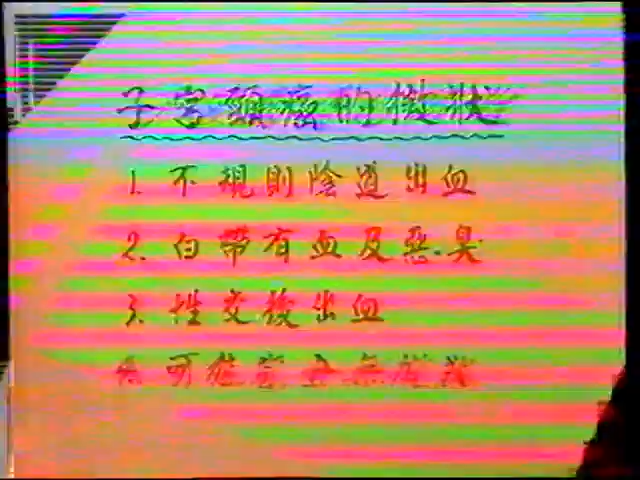 子宮頸癌的徵狀
1. 不規則陰道出血
2. 白帶有血及惡臭
3. 性交後出血
4. 可能完全無徵狀